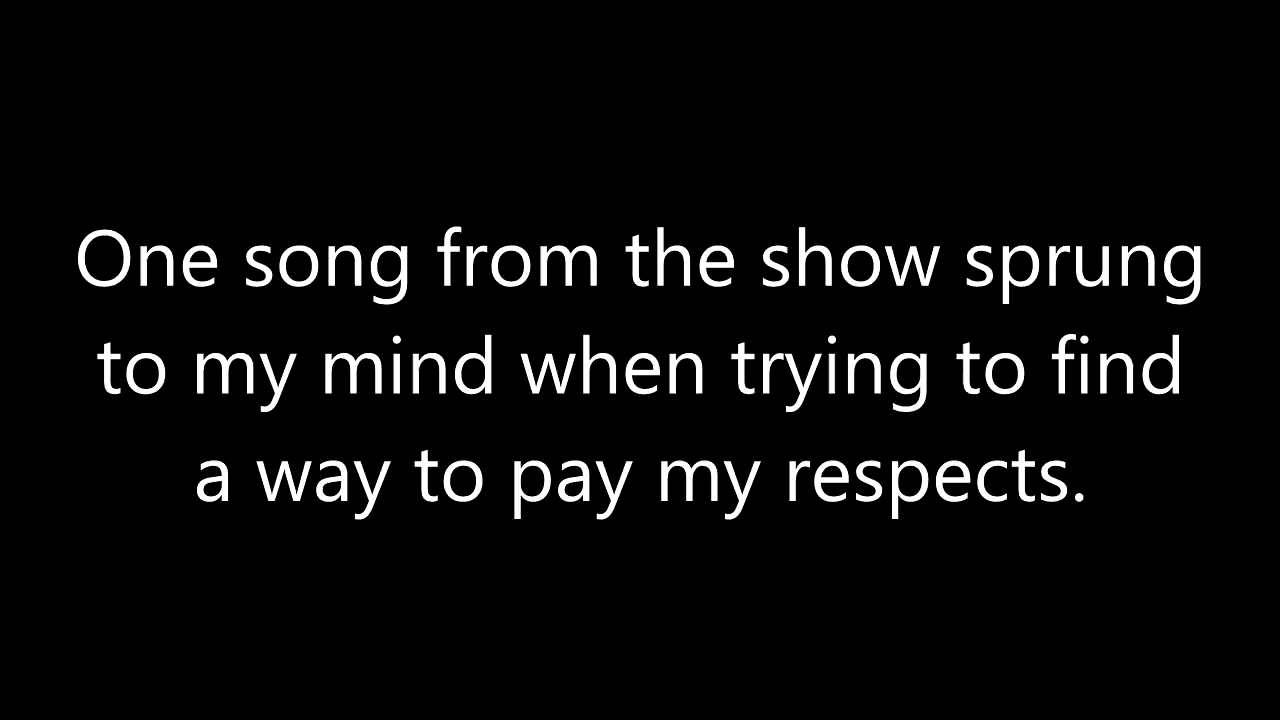 One song from the show sprung
to my mind when trying to find
a way to pay my respects.